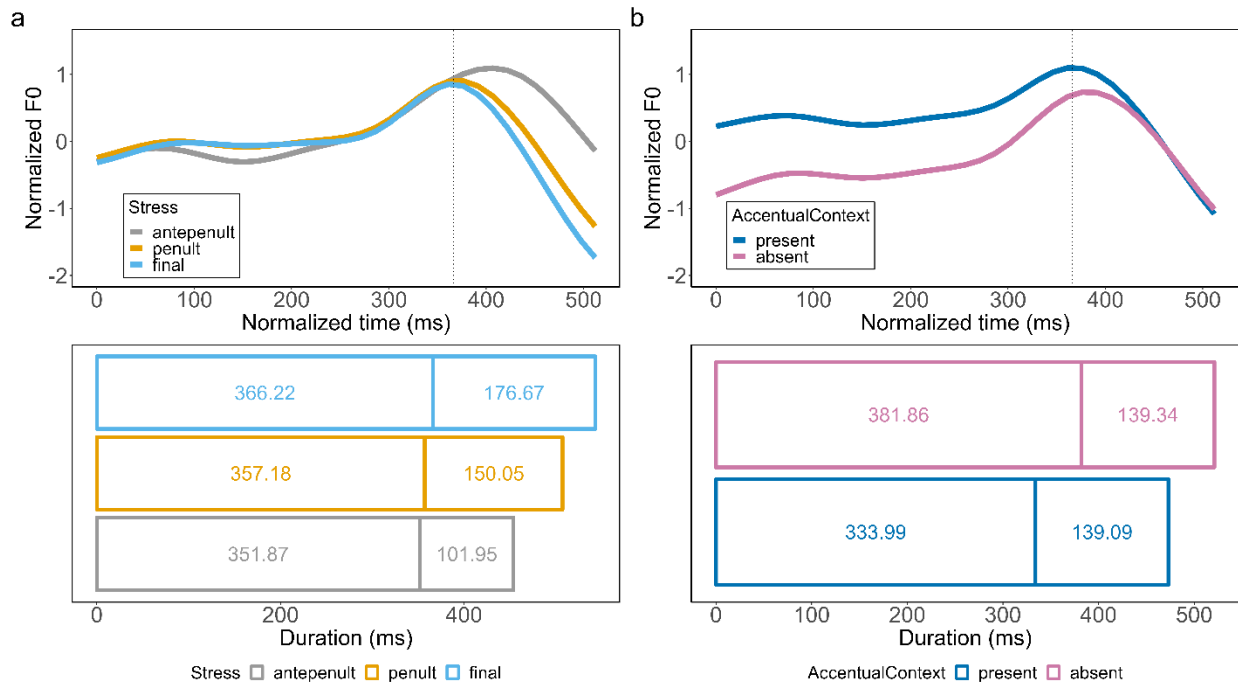 a
Normalized F0
1
0
-1
-2
Stress
antepenult
penult
final
0 100 200 300 400 500
Normalized time (ms)
366.22 176.67
357.18 150.05
351.87 101.95
0 200 400
Duration (ms)
Stress antepenult penult final
b
Normalized F0
1
0
-1
-2
AccentualContext
present
absent
0 100 200 300 400 500
Normalized time (ms)
381.86 139.34
333.99 139.09
0 100 200 300 400 500
Duration (ms)
AccentualContext present absent